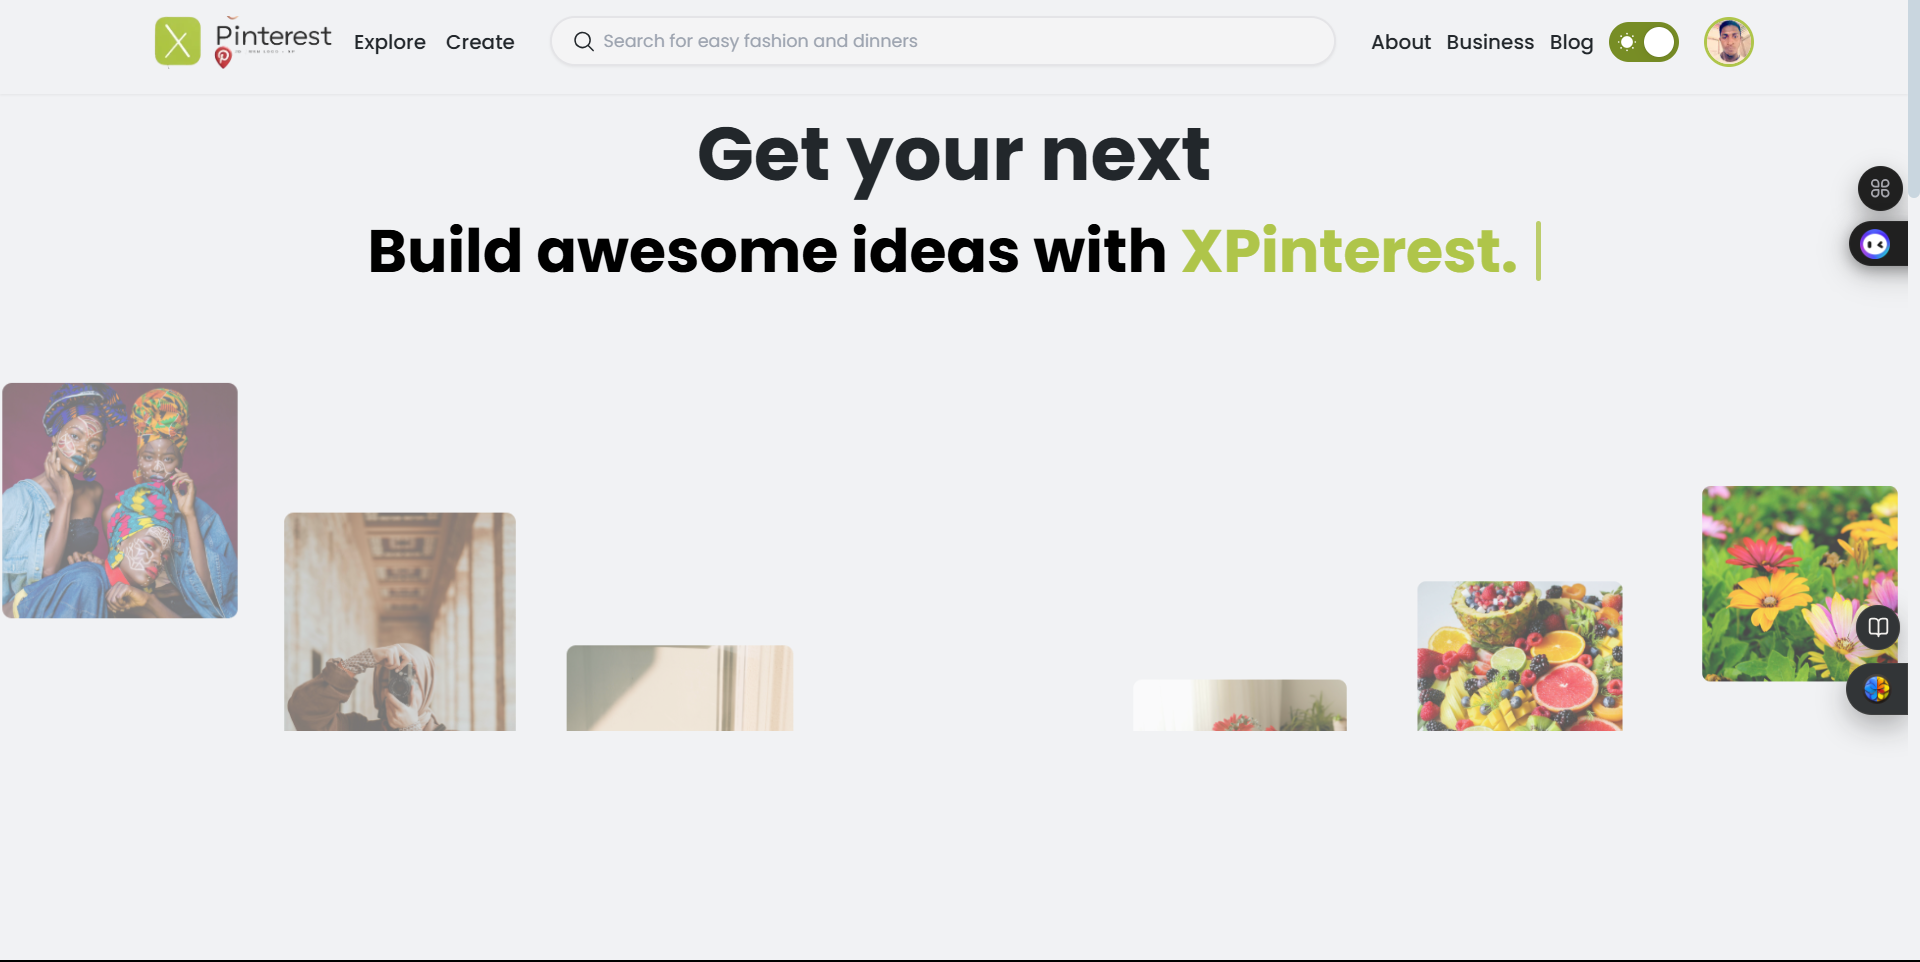 X Pinterest
Explore
Create
Search for easy fashion and dinners
About
Business
Blog
Get your next
Build awesome ideas with XPinterest.